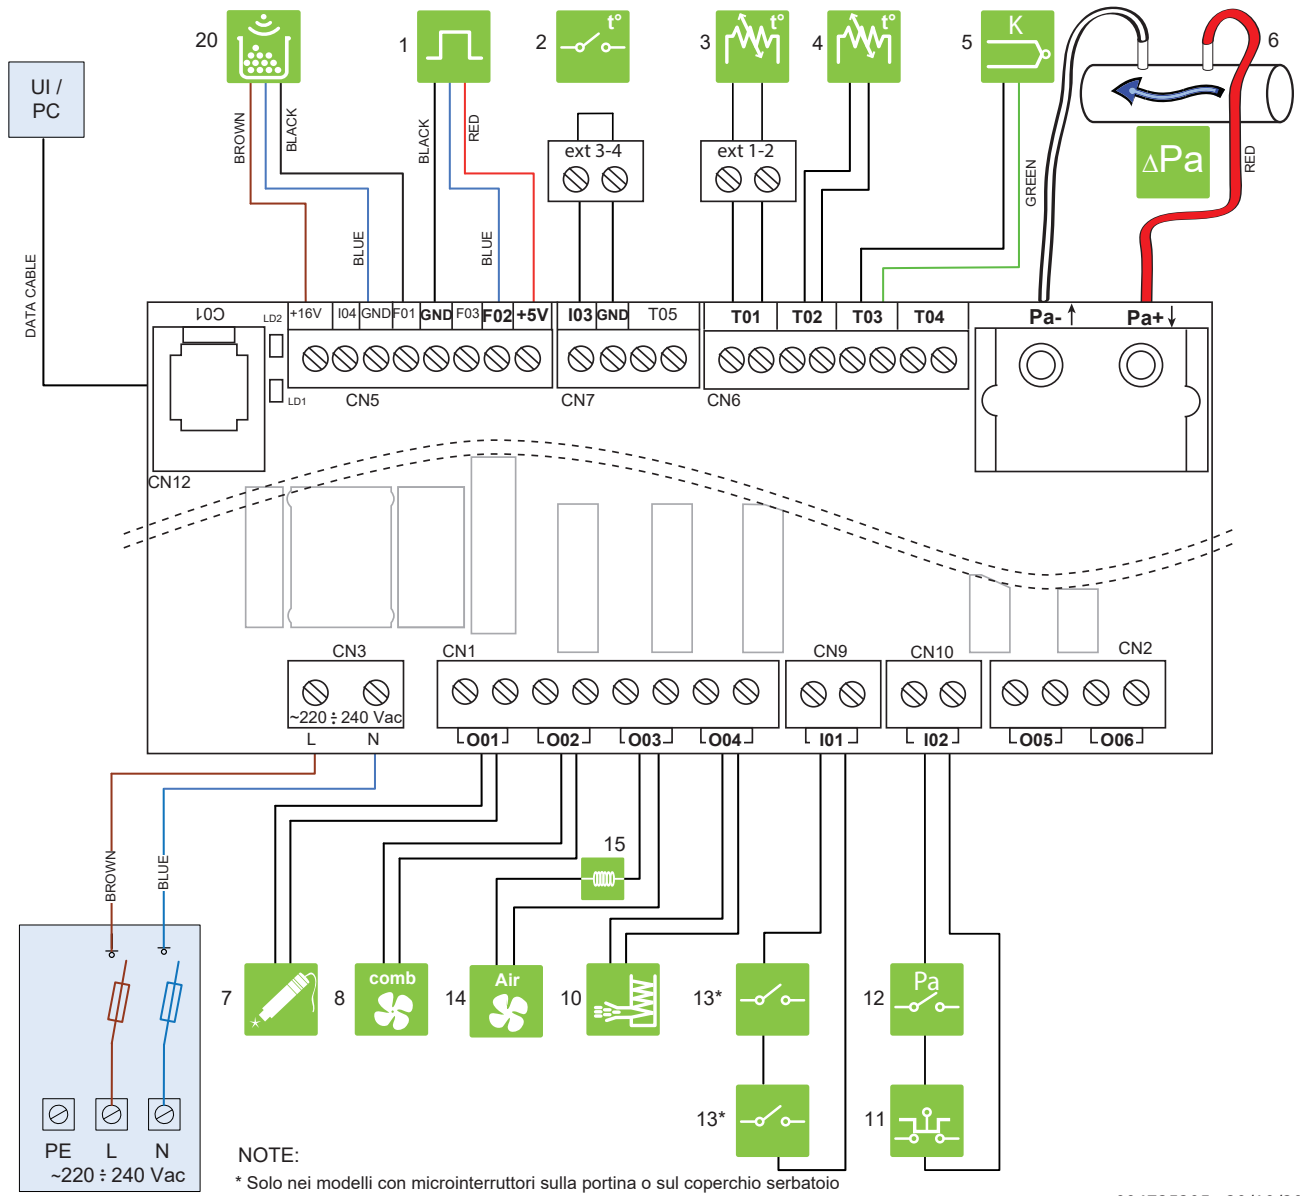 20
1
2
t°
3
t°
4
t°
5
K
6
UI /
PC
BROWN
BLACK
BLACK
RED
ext 3-4
ext 1-2
GREEN
ΔPa
RED
DATA CABLE
BLUE
BLUE
C01
LD2
+16V
I04
GND
F01
GND
F03
F02
+5V
I03
GND
T05
T01
T02
T03
T04
Pa-
Pa+
LD1
CN5
CN7
CN6
CN12
CN3
CN1
CN9
CN10
CN2
~220 ÷ 240 Vac
L
N
O01
O02
O03
O04
I01
I02
O05
O06
BROWN
BLUE
15
7
8
comb
14
Air
10
13*
12
Pa
13*
11
PE
L
N
~220 ÷ 240 Vac
NOTE:
* Solo nei modelli con microinterruttori sulla portina o sul coperchio serbatoio